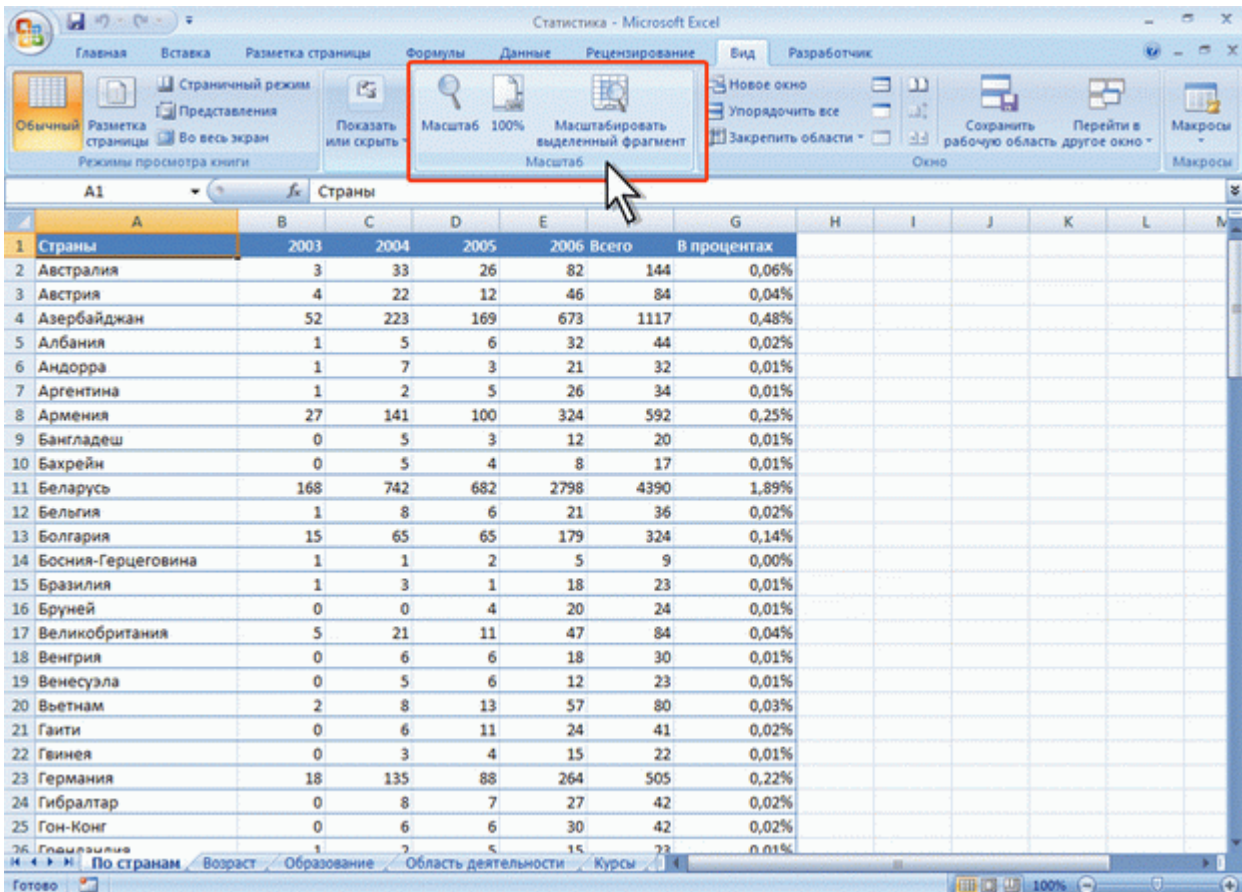 Статистика - Microsoft Excel
Главная Вставка Разметка страницы Формулы Данные Рецензирование Вид Разработчик
Обычный Разметка страницы Страничный режим Представления Во весь экран
Режимы просмотра книги
Показать или скрыть
Масштаб 100% Масштабировать выделенный фрагмент
Масштаб
Новое окно Упорядочить все Закрепить области
Сохранить рабочую область Перейти в другое окно
Окно
Макросы
Макросы
A1 fx Страны
A B C D E G H I J K L M
1 Страны 2003 2004 2005 2006 Всего В процентах
2 Австралия 3 33 26 82 144 0,06%
3 Австрия 4 22 12 46 84 0,04%
4 Азербайджан 52 223 169 673 1117 0,48%
5 Албания 1 5 6 32 44 0,02%
6 Андорра 1 7 3 21 32 0,01%
7 Аргентина 1 2 5 26 34 0,01%
8 Армения 27 141 100 324 592 0,25%
9 Бангладеш 0 5 3 12 20 0,01%
10 Бахрейн 0 5 4 8 17 0,01%
11 Беларусь 168 742 682 2798 4390 1,89%
12 Бельгия 1 8 6 21 36 0,02%
13 Болгария 15 65 65 179 324 0,14%
14 Босния-Герцеговина 1 1 2 5 9 0,00%
15 Бразилия 1 3 1 18 23 0,01%
16 Бруней 0 0 4 20 24 0,01%
17 Великобритания 5 21 11 47 84 0,04%
18 Венгрия 0 6 6 18 30 0,01%
19 Венесуэла 0 5 6 12 23 0,01%
20 Вьетнам 2 8 13 57 80 0,03%
21 Гаити 0 6 11 24 41 0,02%
22 Гвинея 0 3 4 15 22 0,01%
23 Германия 18 135 88 264 505 0,22%
24 Гибралтар 0 8 7 27 42 0,02%
25 Гон-Конг 0 6 6 30 42 0,02%
26 Гренландия 1 2 5 15 23 0,01%
По странам Возраст Образование Область деятельности Курсы
Готово 100%